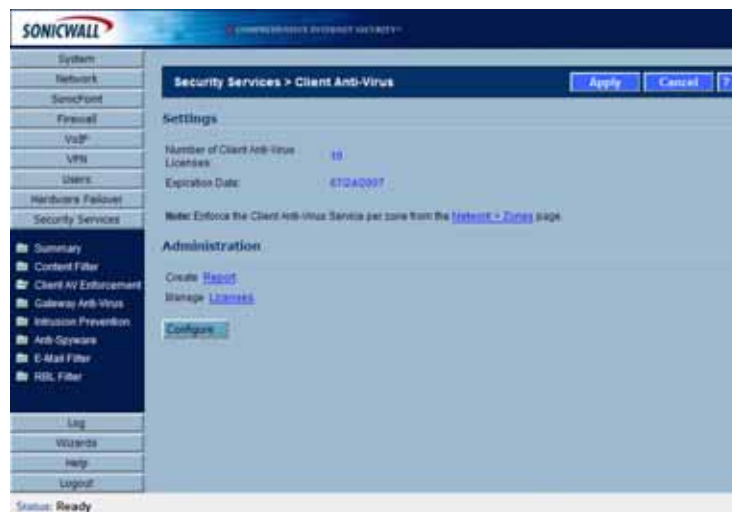 SONICWALL
COMPREHENSIVE INTERNET SECURITY™
System
Network
SonicPoint
Firewall
VoIP
VPN
Users
Hardware Failover
Security Services
Summary
Content Filter
Client AV Enforcement
Gateway Anti-Virus
Intrusion Prevention
Anti-Spyware
E-Mail Filter
RBL Filter
Log
Wizards
Help
Logout
Status: Ready
Security Services > Client Anti-Virus
Apply Cancel ?
Settings
Number of Client Anti-Virus
Licenses: 10
Expiration Date: 07/24/2007
Note: Enforce the Client Anti-Virus Service per zone from the Network > Zones page.
Administration
Create Report
Manage Licenses
Configure